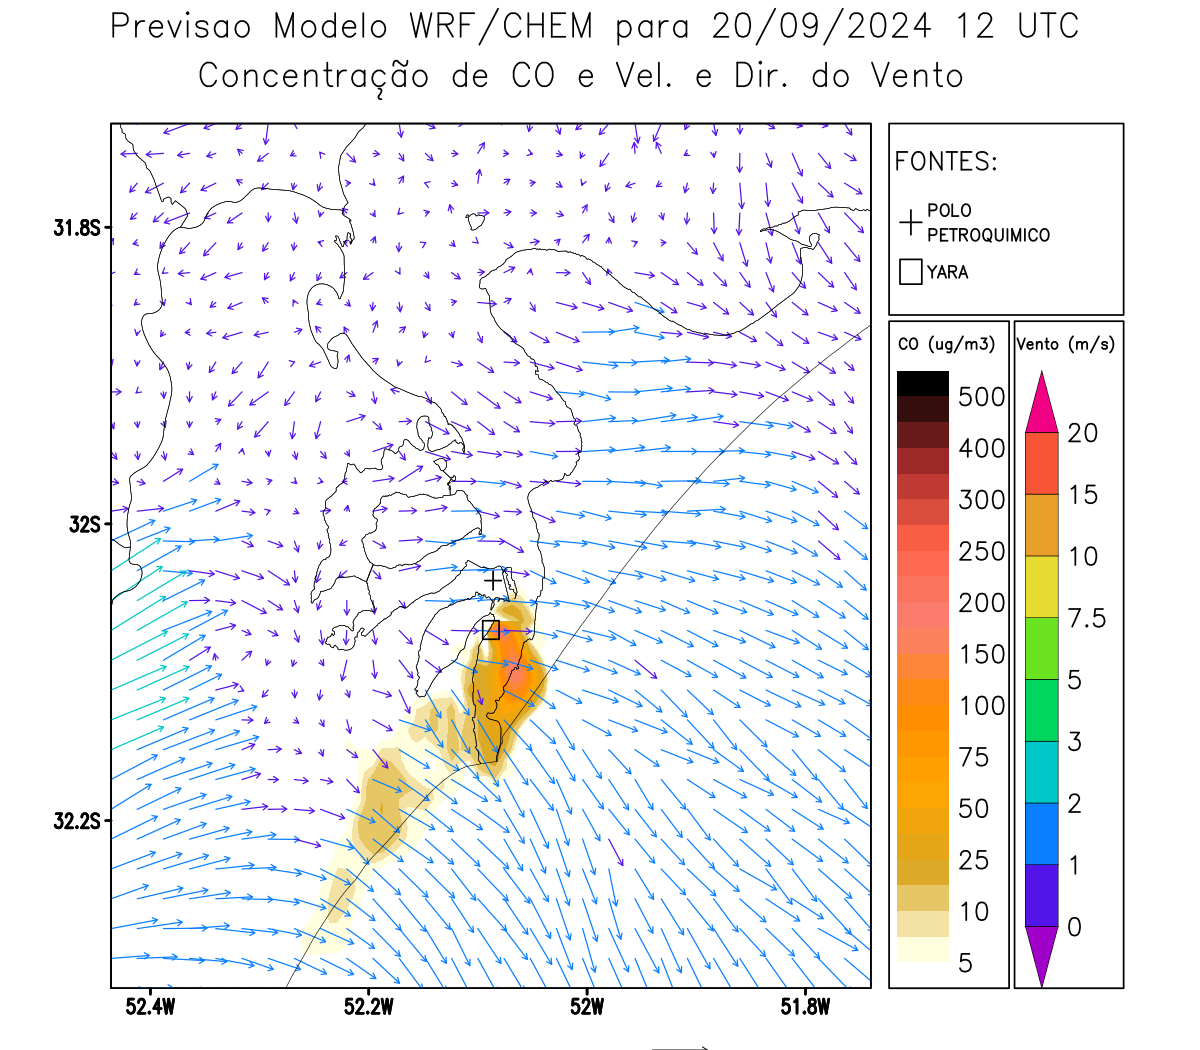 Previsao Modelo WRF/CHEM para 20/09/2024 12 UTC
Concentração de CO e Vel. e Dir. do Vento
FONTES:
POLO
PETROQUIMICO
YARA
CO (ug/m3)
500
400
300
250
200
150
100
75
50
25
10
5
Vento (m/s)
20
15
10
7.5
5
3
2
1
0
31.8S
32S
32.2S
52.4W
52.2W
52W
51.8W